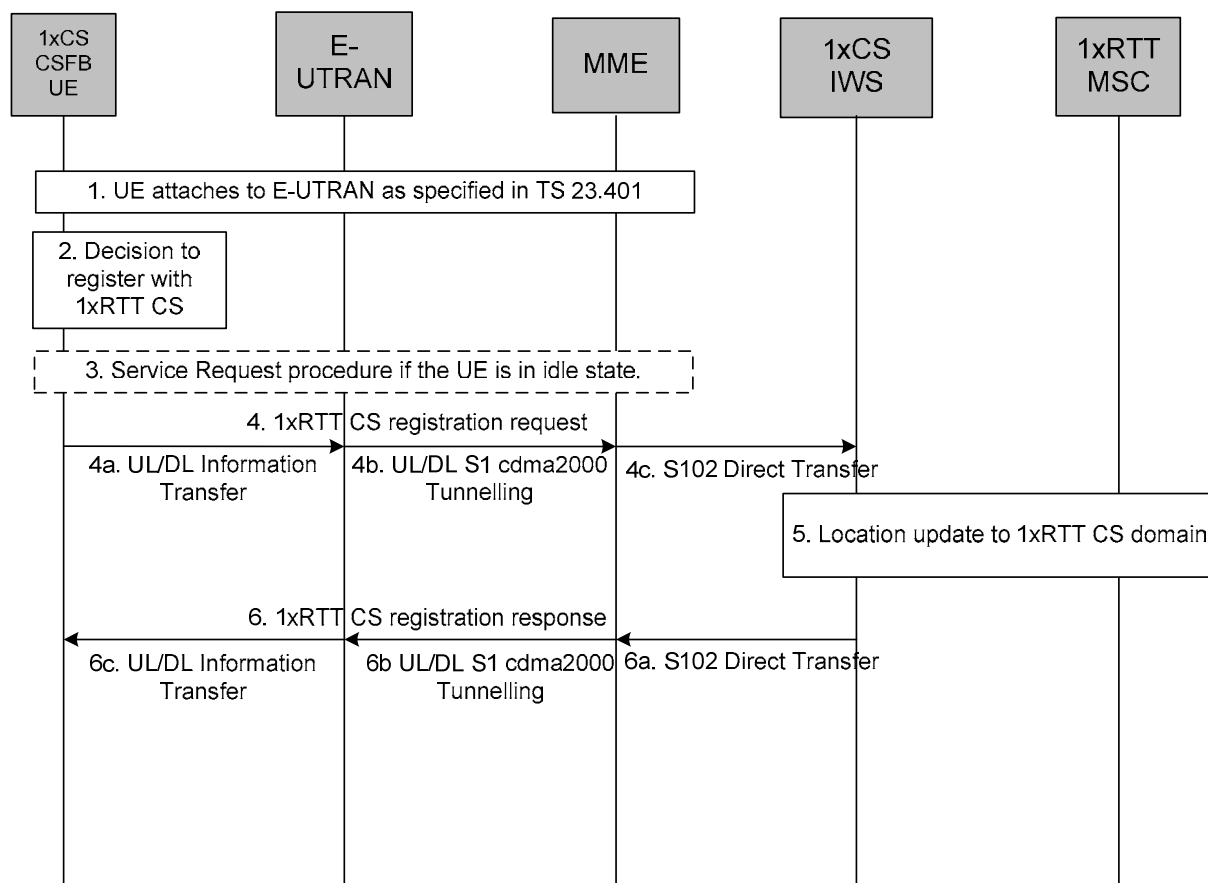 1xCS
CSFB
UE
E-
UTRAN
MME
1xCS
IWS
1xRTT
MSC
1. UE attaches to E-UTRAN as specified in TS 23.401
2. Decision to
register with
1xRTT CS
3. Service Request procedure if the UE is in idle state.
4. 1xRTT CS registration request
4a. UL/DL Information
Transfer
4b. UL/DL S1 cdma2000
Tunnelling
4c. S102 Direct Transfer
5. Location update to 1xRTT CS domain
6. 1xRTT CS registration response
6c. UL/DL Information
Transfer
6b UL/DL S1 cdma2000
Tunnelling
6a. S102 Direct Transfer